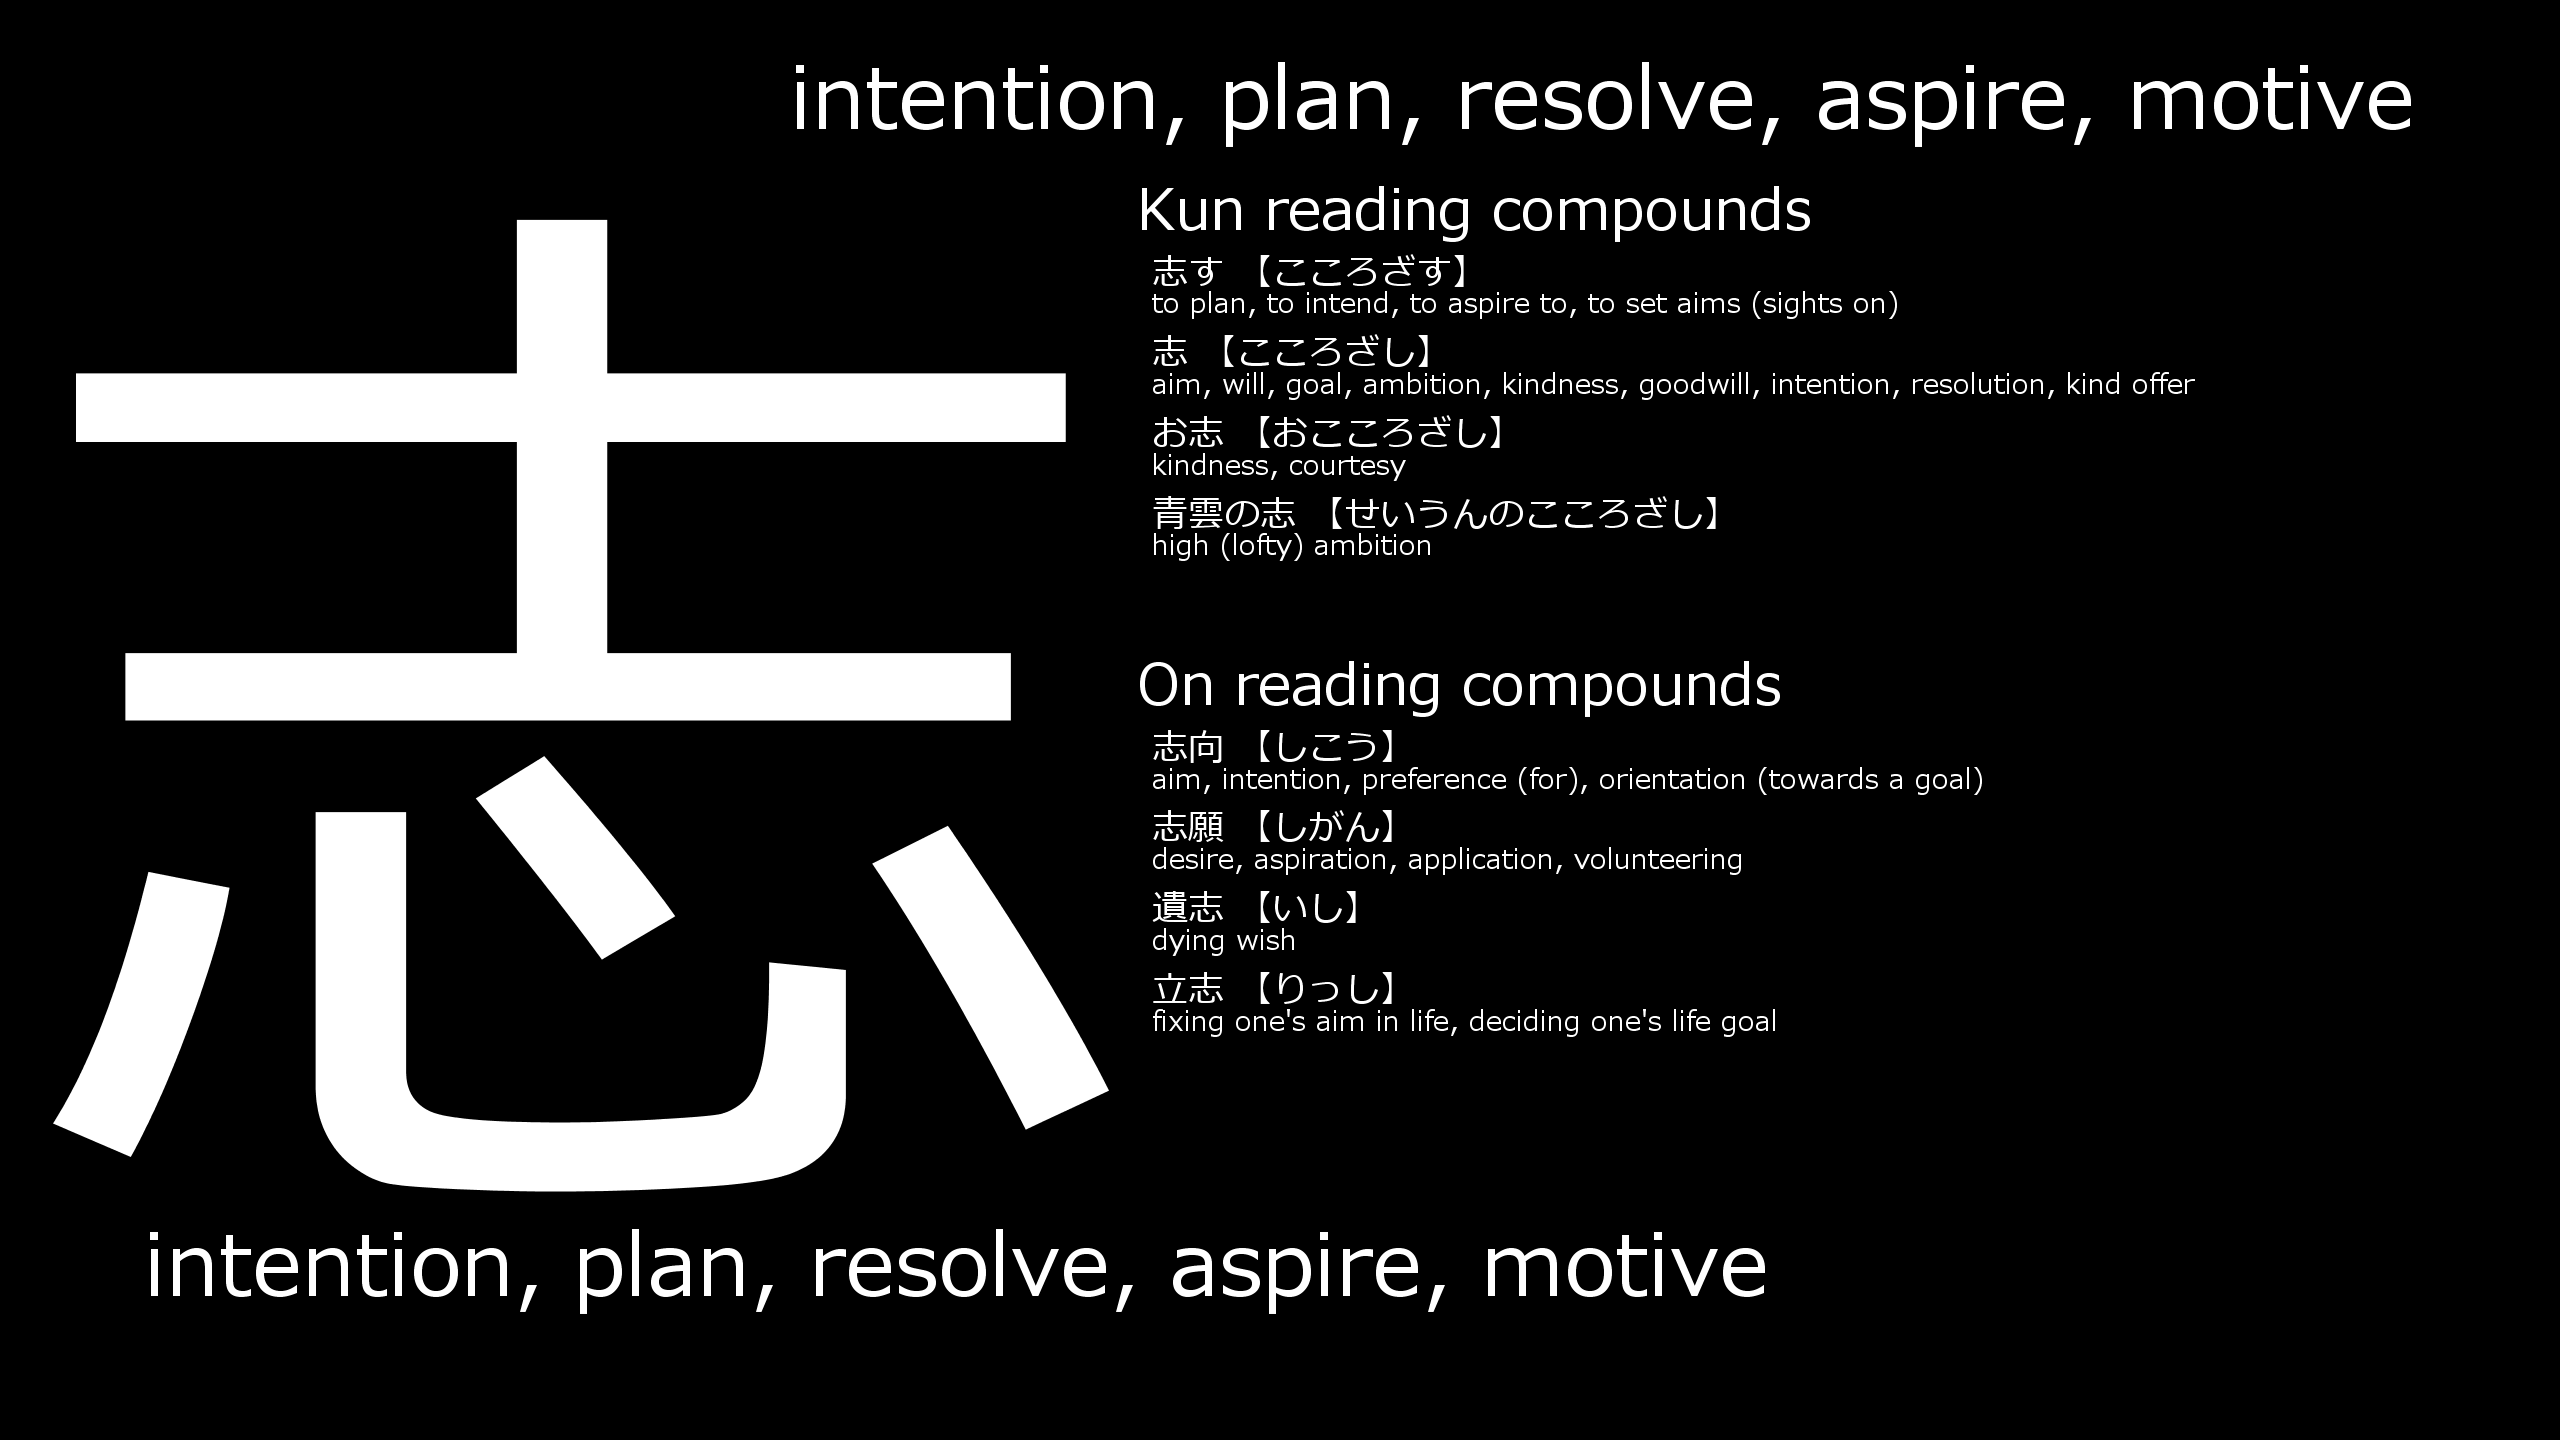 intention, plan, resolve, aspire, motive
志
Kun reading compounds
志す 【こころざす】
to plan, to intend, to aspire to, to set aims (sights on)
志 【こころざし】
aim, will, goal, ambition, kindness, goodwill, intention, resolution, kind offer
お志 【おこころざし】
kindness, courtesy
青雲の志 【せいうんのこころざし】
high (lofty) ambition
On reading compounds
志向 【しこう】
aim, intention, preference (for), orientation (towards a goal)
志願 【しがん】
desire, aspiration, application, volunteering
遺志 【いし】
dying wish
立志 【りっし】
fixing one's aim in life, deciding one's life goal
intention, plan, resolve, aspire, motive